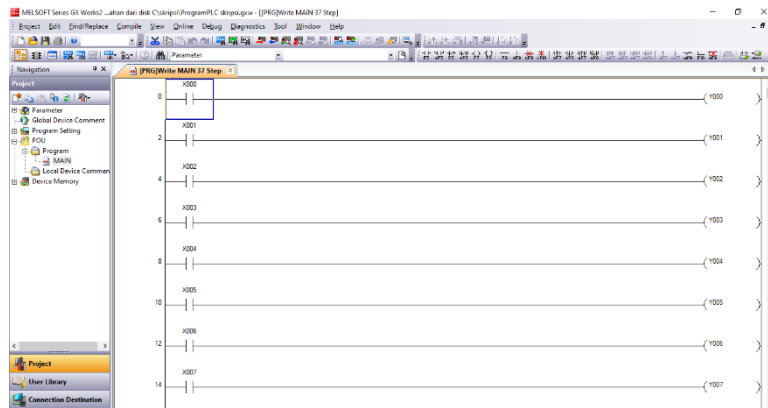 MELSOFT Series GX Works2 ...ahan dari disk C\skripsi\ProgramPLC skripsi.gxw - [[PRG]Write MAIN 37 Step]
Project Edit Find/Replace Compile View Online Debug Diagnostics Tool Window Help
Parameter
Navigation
[PRG]Write MAIN 37 Step
Project
Parameter
Global Device Comment
Program Setting
POU
Program
MAIN
Local Device Commen
Device Memory
X000
0 Y000
X001
2 Y001
X002
4 Y002
X003
6 Y003
X004
8 Y004
X005
10 Y005
X006
12 Y006
X007
14 Y007
Project
User Library
Connection Destination